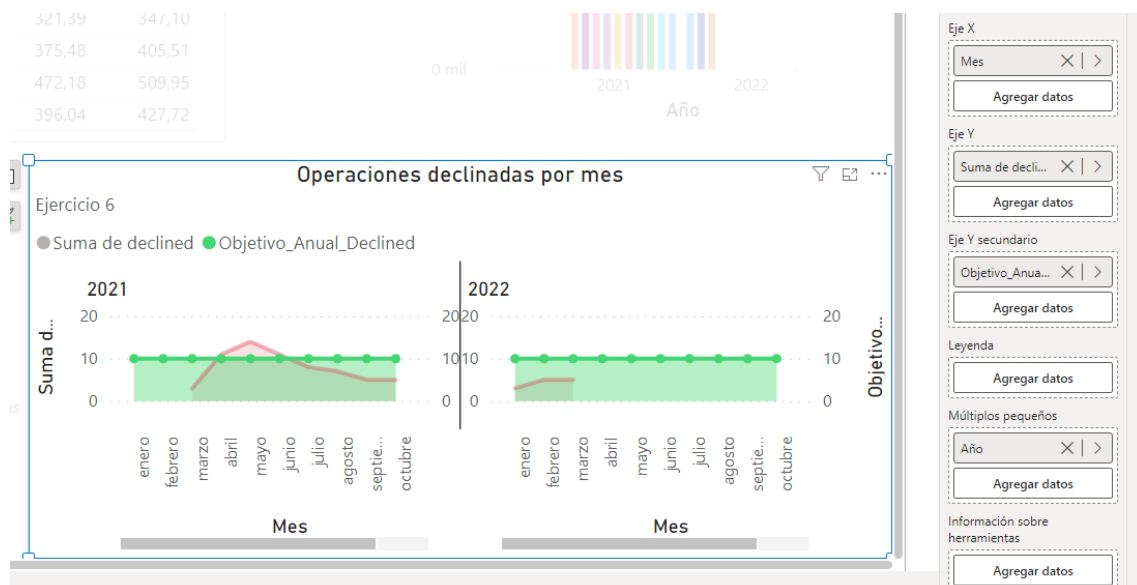 321,39 347,10
375,48 405,51
472,18 509,95
396,04 427,72
0 mil
2021 2022
Año
Operaciones declinadas por mes
Ejercicio 6
Suma de declined Objetivo_Anual_Declined
2021 2022
Suma d...
20 20 20 20
10 10 10 10
0 0 0 0
Objetivo...
enero febrero marzo abril mayo junio julio agosto septie... octubre
enero febrero marzo abril mayo junio julio agosto septie... octubre
Mes Mes
Eje X
Mes
Agregar datos
Eje Y
Suma de decli...
Agregar datos
Eje Y secundario
Objetivo_Anua...
Agregar datos
Leyenda
Agregar datos
Múltiplos pequeños
Año
Agregar datos
Información sobre
herramientas
Agregar datos